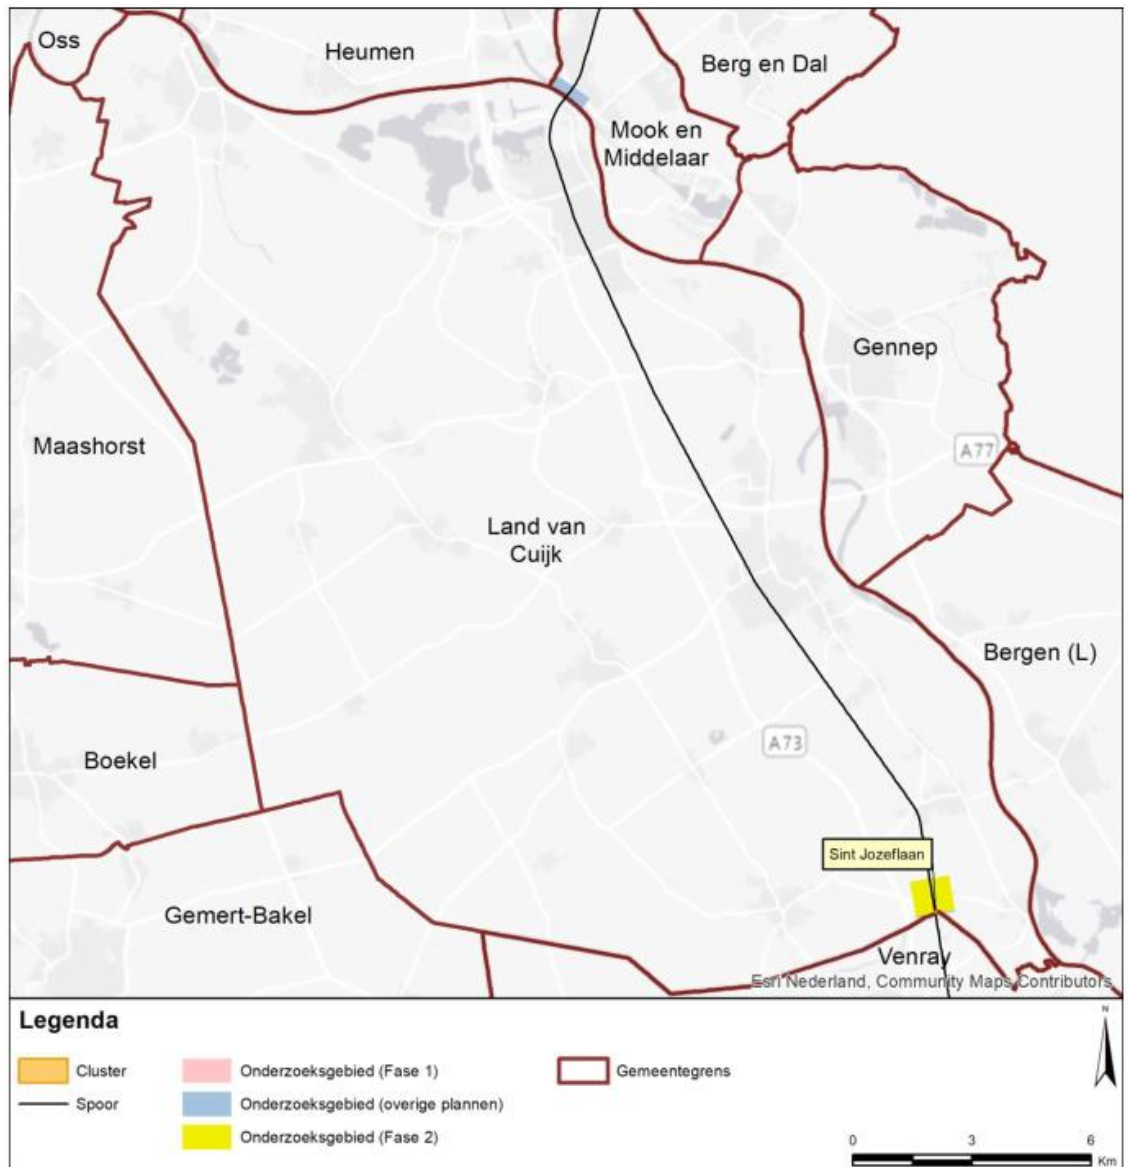 Oss
Heumen
Berg en Dal
Mook en
Middelaar
Gennep
A77
Maashorst
Land van
Cuijk
Bergen (L)
A73
Boekel
Sint Jozeflaan
Gemert-Bakel
Venray
Esri Nederland, Community Maps Contributors
Legenda
N
Cluster
Onderzoeksgebied (Fase 1)
Gemeentegrens
Spoor
Onderzoeksgebied (overige plannen)
Onderzoeksgebied (Fase 2)
0 3 6
Km